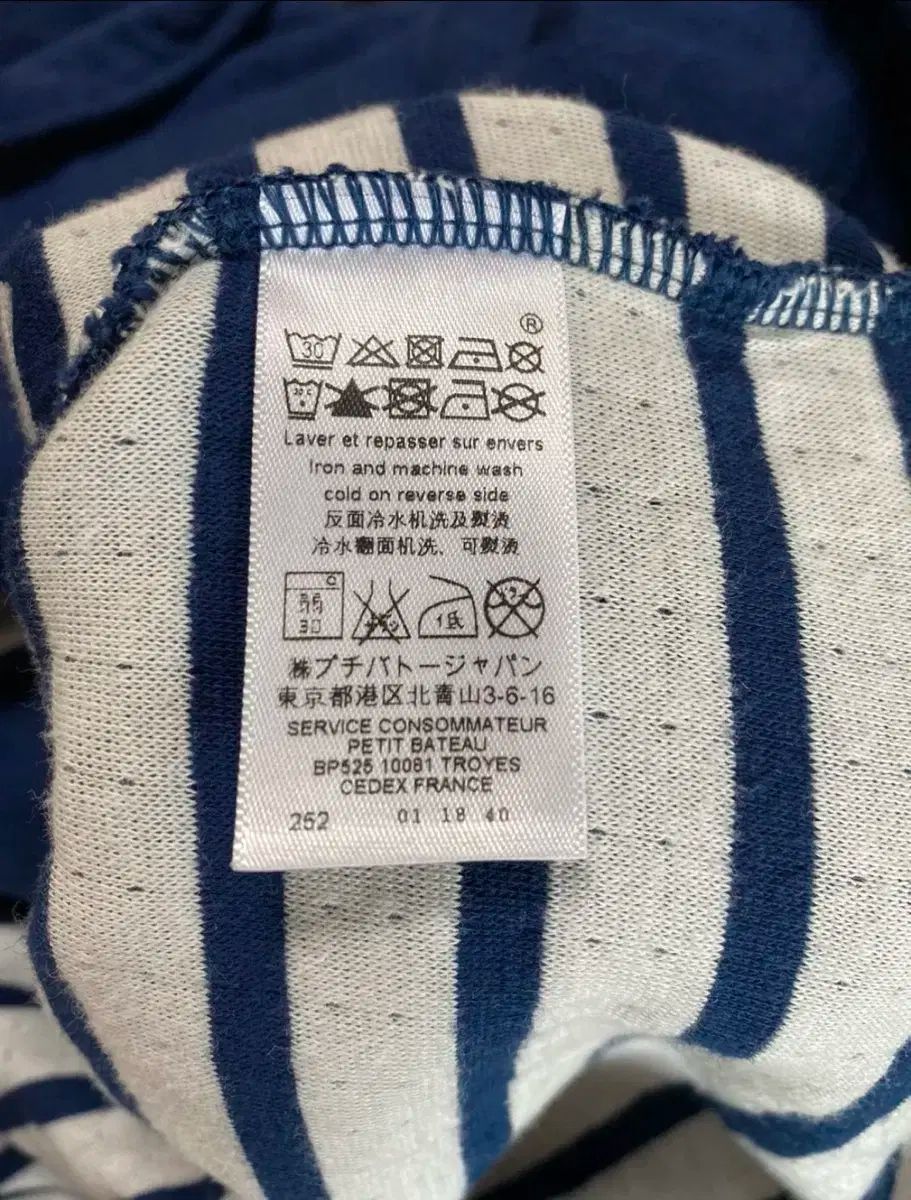 ®
30
30 C
Laver et repasser sur envers
Iron and machine wash
cold on reverse side
反面冷水机洗及熨烫
冷水翻面机洗、可熨烫
C
30
1低
㈱プチバトージャパン
東京都港区北青山3-6-16
SERVICE CONSOMMATEUR
PETIT BATEAU
BP525 10081 TROYES
CEDEX FRANCE
252 01 18 40